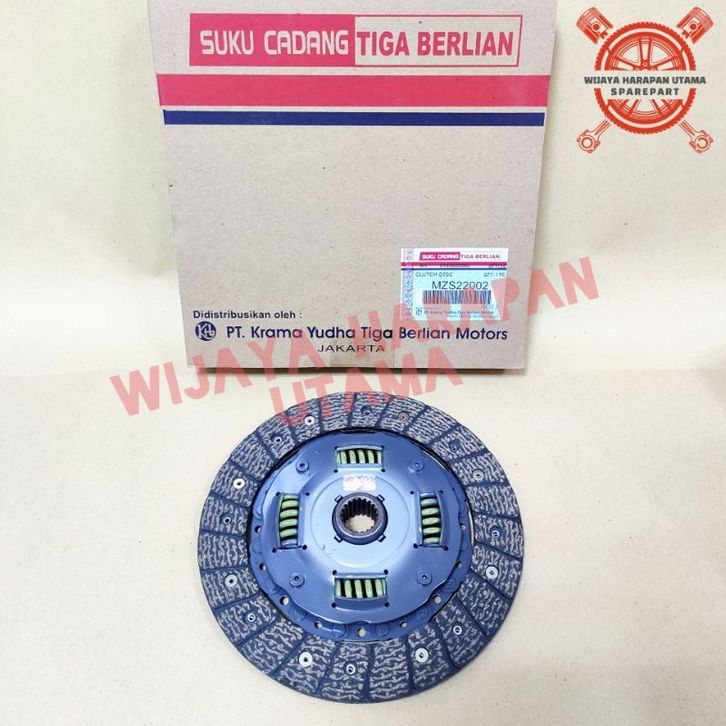 SUKU CADANG TIGA BERLIAN
WIJAYA HARAPAN UTAMA
SPAREPART
SUKU CADANG TIGA BERLIAN
CLUTCH DISC
MZS22002
Didistribusikan oleh :
PT. Krama Yudha Tiga Berlian Motors
JAKARTA
WIJAYA HARAPAN
UTAMA